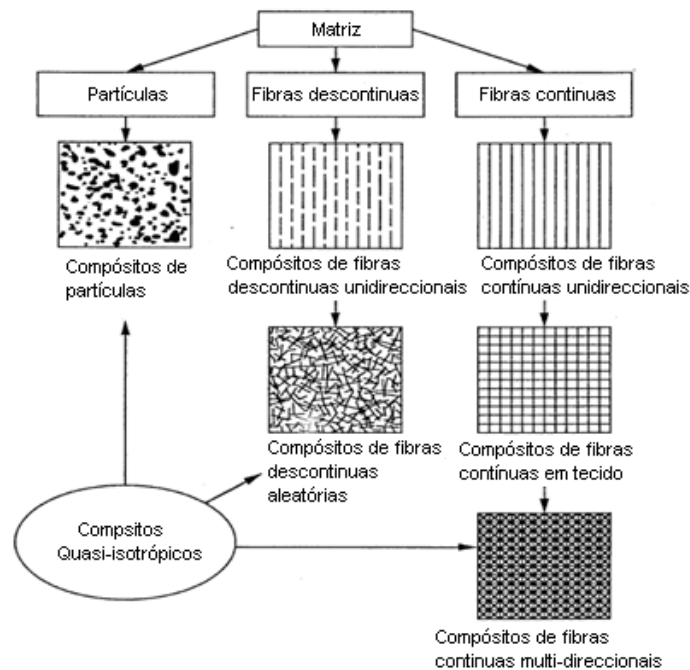 Matriz
Partículas
Fibras descontinuas
Fibras continuas
Compósitos de
partículas
Compósitos de fibras
descontinuas unidireccionais
Compósitos de fibras
contínuas unidireccionais
Compósitos de fibras
descontinuas
aleatórias
Compósitos de fibras
contínuas em tecido
Compsitos
Quasi-isotrópicos
Compósitos de fibras
continuas multi-direccionais